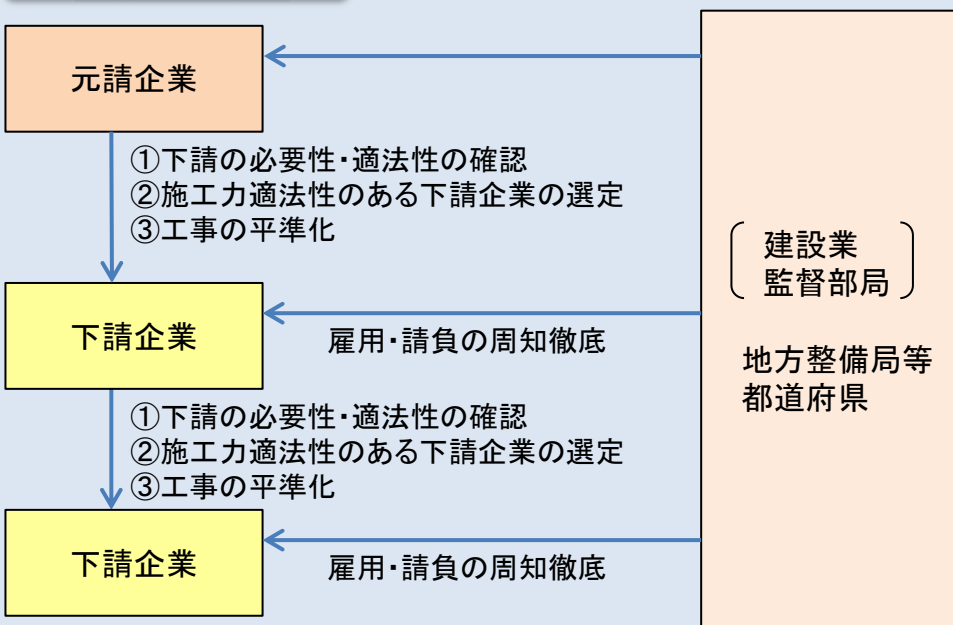 元請企業
①下請の必要性・適法性の確認
②施工力適法性のある下請企業の選定
③工事の平準化
下請企業
雇用・請負の周知徹底
①下請の必要性・適法性の確認
②施工力適法性のある下請企業の選定
③工事の平準化
下請企業
雇用・請負の周知徹底
建設業
監督部局
地方整備局等
都道府県